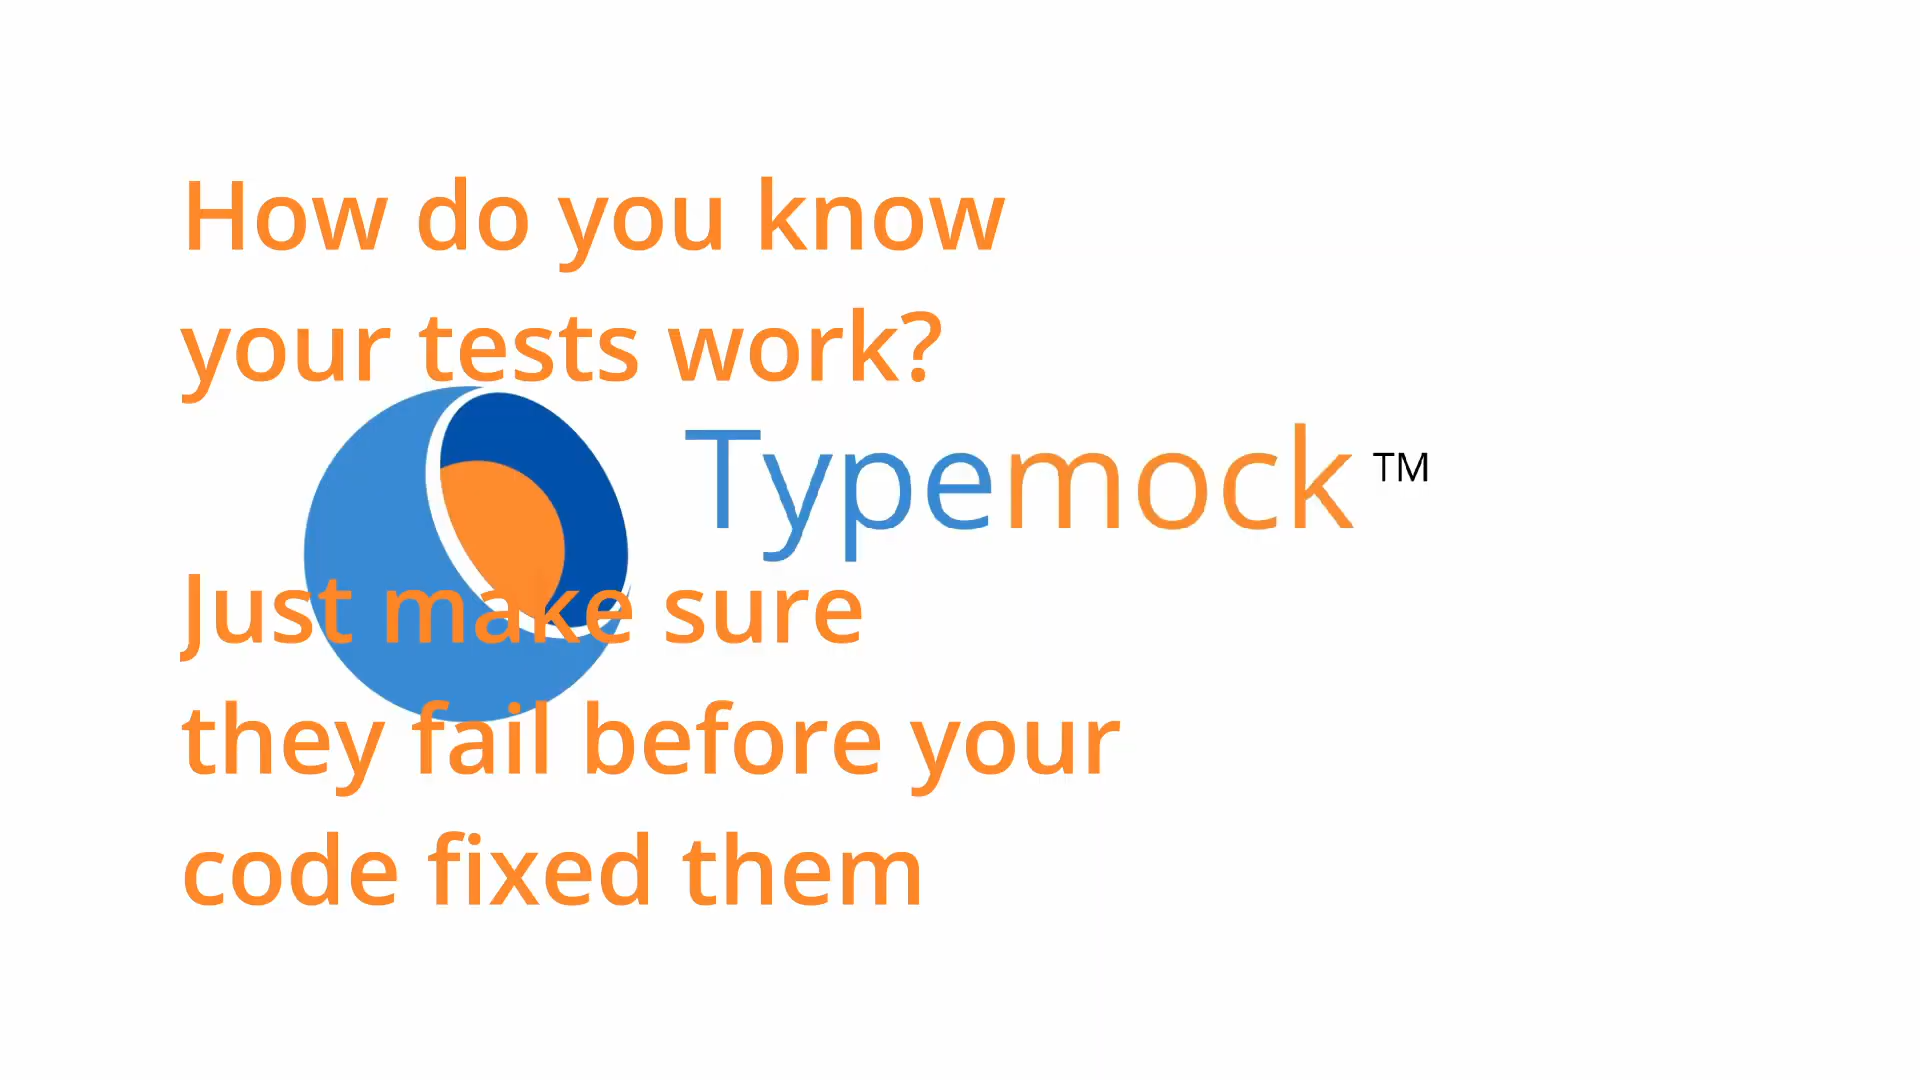 How do you know
your tests work?
Typemock™
Just make sure
they fail before your
code fixed them